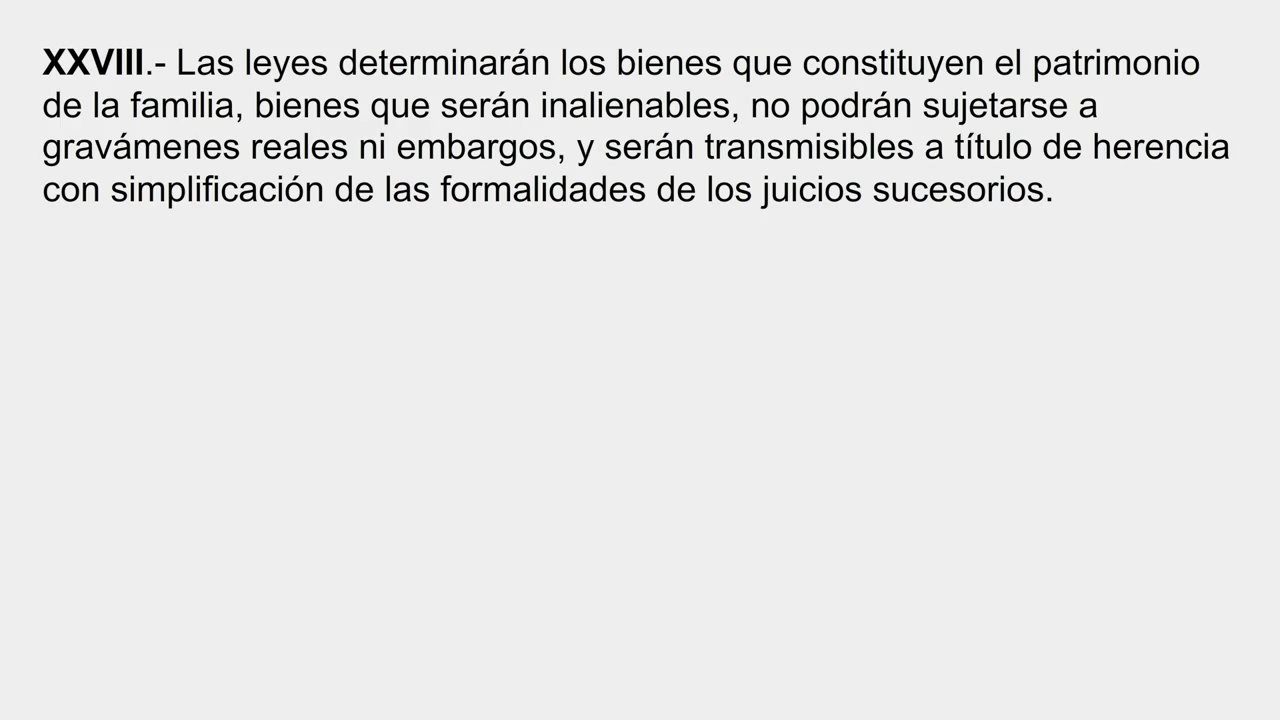 XXVIII.- Las leyes determinarán los bienes que constituyen el patrimonio
de la familia, bienes que serán inalienables, no podrán sujetarse a
gravámenes reales ni embargos, y serán transmisibles a título de herencia
con simplificación de las formalidades de los juicios sucesorios.